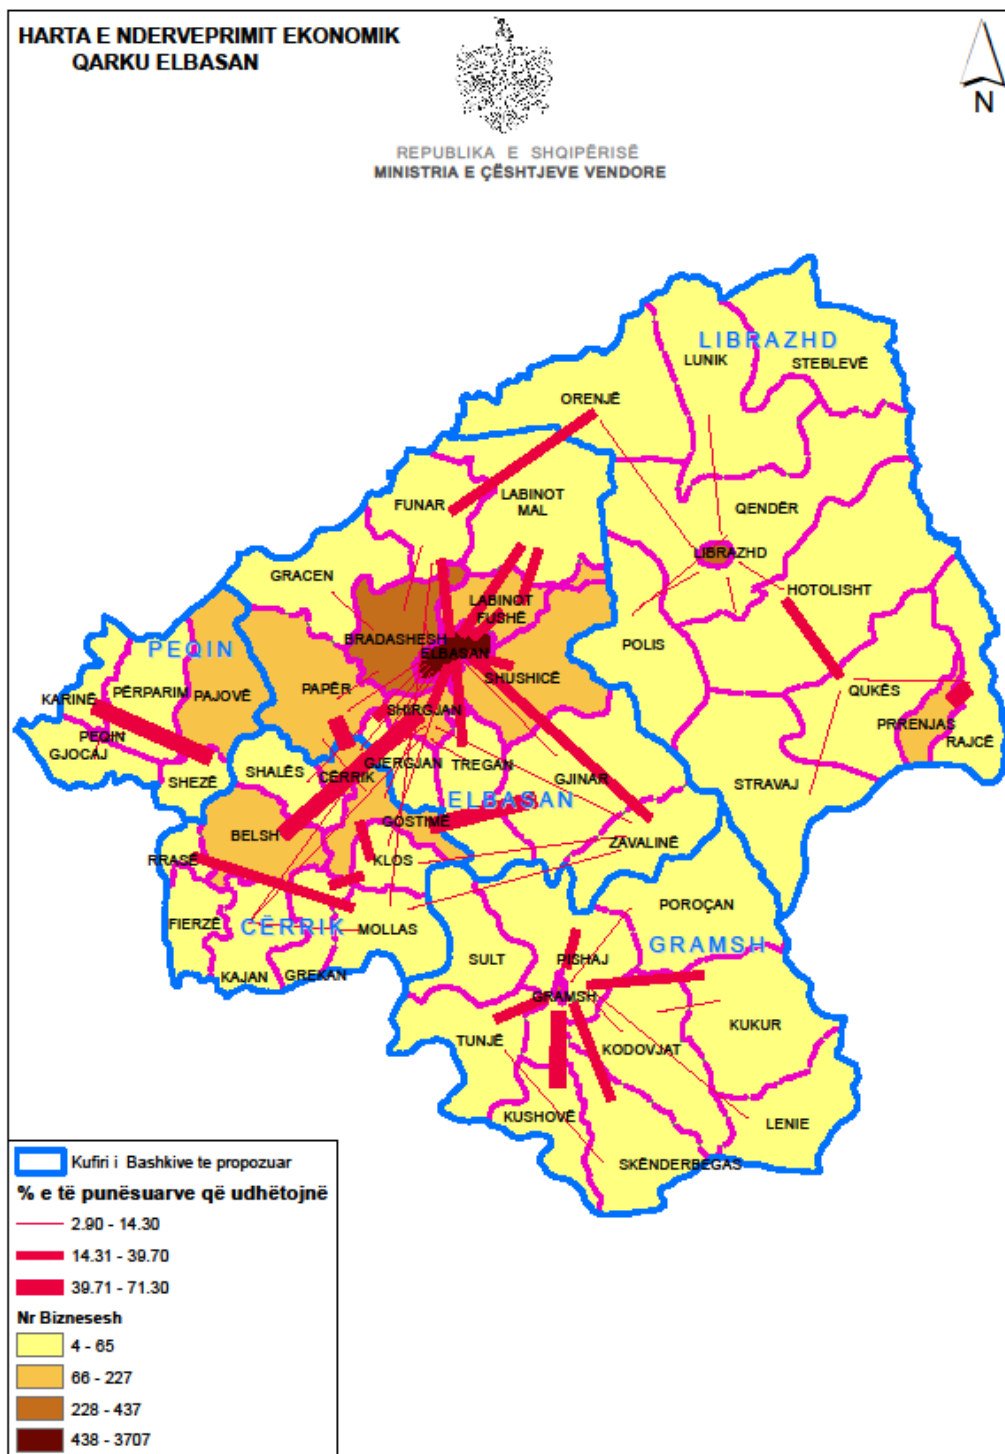 HARTA E NDERVEPRIMIT EKONOMIK
QARKU ELBASAN
N
REPUBLIKA E SHQIPËRISË
MINISTRIA E ÇËSHTJEVE VENDORE
LIBRAZHD
LUNIK
STEBLEVË
ORENJË
FUNAR
LABINOT
MAL
QENDËR
LIBRAZHD
GRACEN
HOTOLISHT
LABINOT
FUSHË
BRADASHESH
ELBASAN
POLIS
PEQIN
SHUSHICË
PAPËR
QUKËS
KARINË
PËRPARIM
PAJOVË
SHIRGJAN
PRRENJAS
RAJCË
PEQIN
GJOCAJ
SHEZË
SHALËS
CËRRIK
GJERGJAN
TREGAN
GJINAR
STRAVAJ
ELBASAN
GOSTIMË
BELSH
ZAVALINË
RRASË
KLOS
POROÇAN
FIERZË
CËRRIK
MOLLAS
GRAMSH
SULT
PISHAJ
KAJAN
GREKAN
GRAMSH
KUKUR
TUNJË
KODOVJAT
KUSHOVË
LENIE
SKËNDERBEGAS
Kufiri i Bashkive te propozuar
% e të punësuarve që udhëtojnë
2.90 - 14.30
14.31 - 39.70
39.71 - 71.30
Nr Biznesesh
4 - 65
66 - 227
228 - 437
438 - 3707